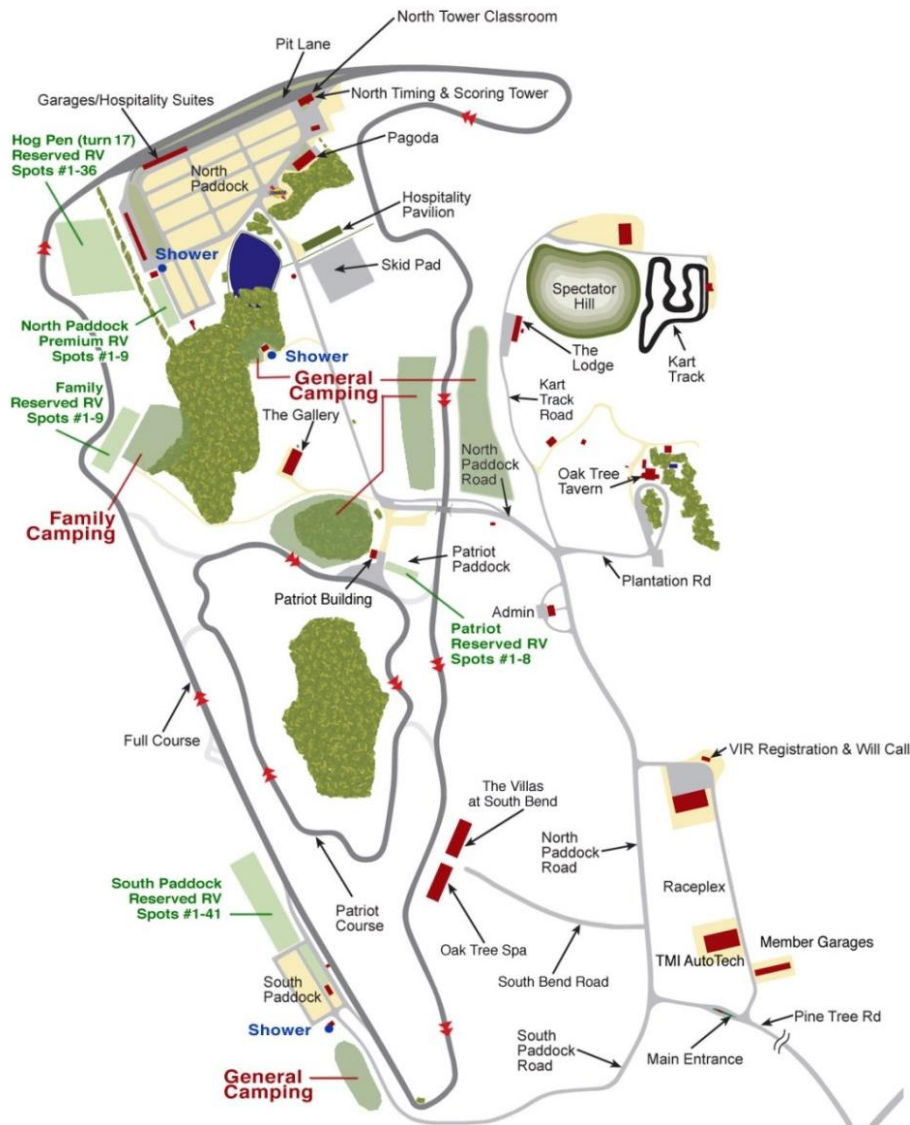 North Tower Classroom
Pit Lane
Garages/Hospitality Suites
North Timing & Scoring Tower
Hog Pen (turn 17)
Reserved RV
Spots #1-36
Pagoda
North
Paddock
Hospitality
Pavilion
Shower
Skid Pad
Spectator
Hill
North Paddock
Premium RV
Spots #1-9
Shower
The
Lodge
Kart
Track
General
Camping
Family
Reserved RV
Spots #1-9
Kart
Track
Road
The Gallery
North
Paddock
Road
Oak Tree
Tavern
Family
Camping
Patriot
Paddock
Plantation Rd
Patriot Building
Admin
Patriot
Reserved RV
Spots #1-8
Full Course
VIR Registration & Will Call
The Villas
at South Bend
North
Paddock
Road
Raceplex
South Paddock
Reserved RV
Spots #1-41
Patriot
Course
Oak Tree Spa
Member Garages
TMI AutoTech
South Bend Road
South
Paddock
Pine Tree Rd
Shower
Main Entrance
South
Paddock
Road
General
Camping